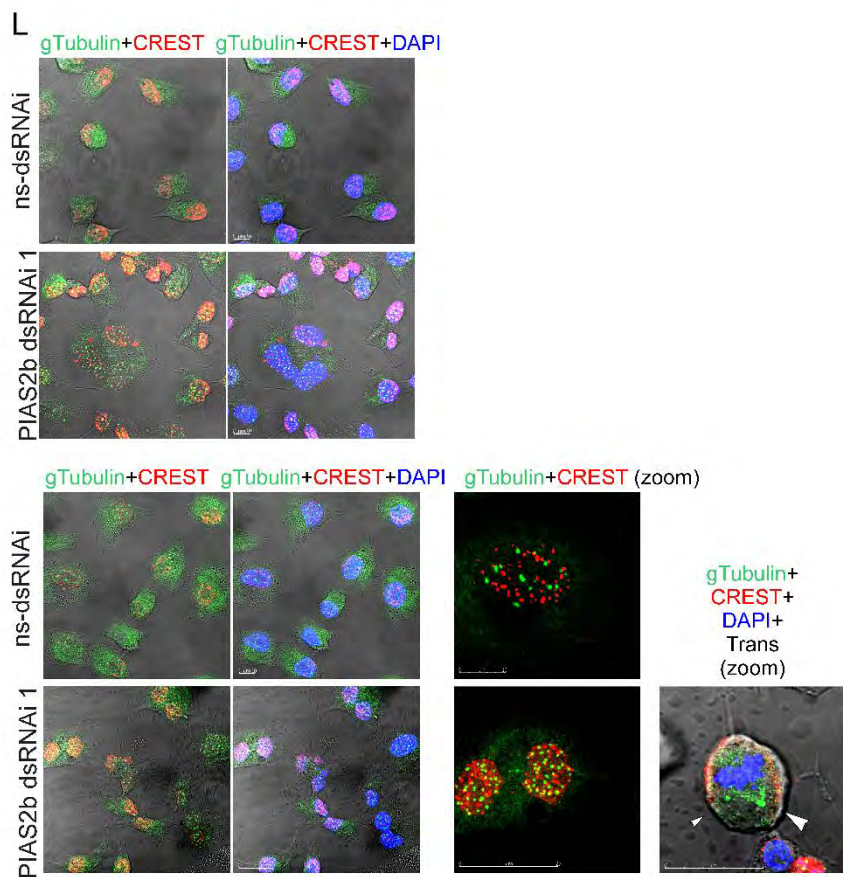 L
gTubulin+CREST gTubulin+CREST+DAPI
ns-dsRNAi
PIAS2b dsRNAi 1
gTubulin+CREST gTubulin+CREST+DAPI gTubulin+CREST (zoom)
ns-dsRNAi
gTubulin+
CREST+
DAPI+
Trans
(zoom)
PIAS2b dsRNAi 1